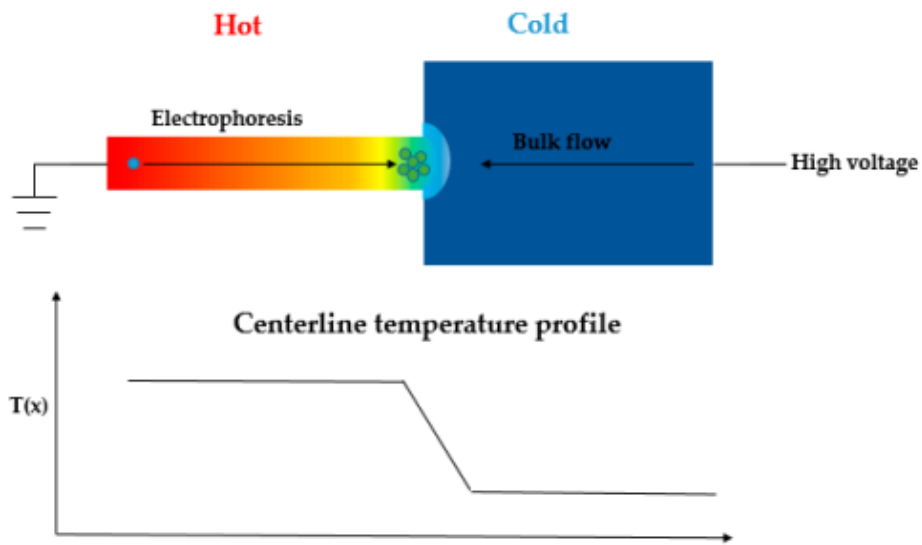 Hot
Cold
Electrophoresis
Bulk flow
High voltage
Centerline temperature profile
T(x)